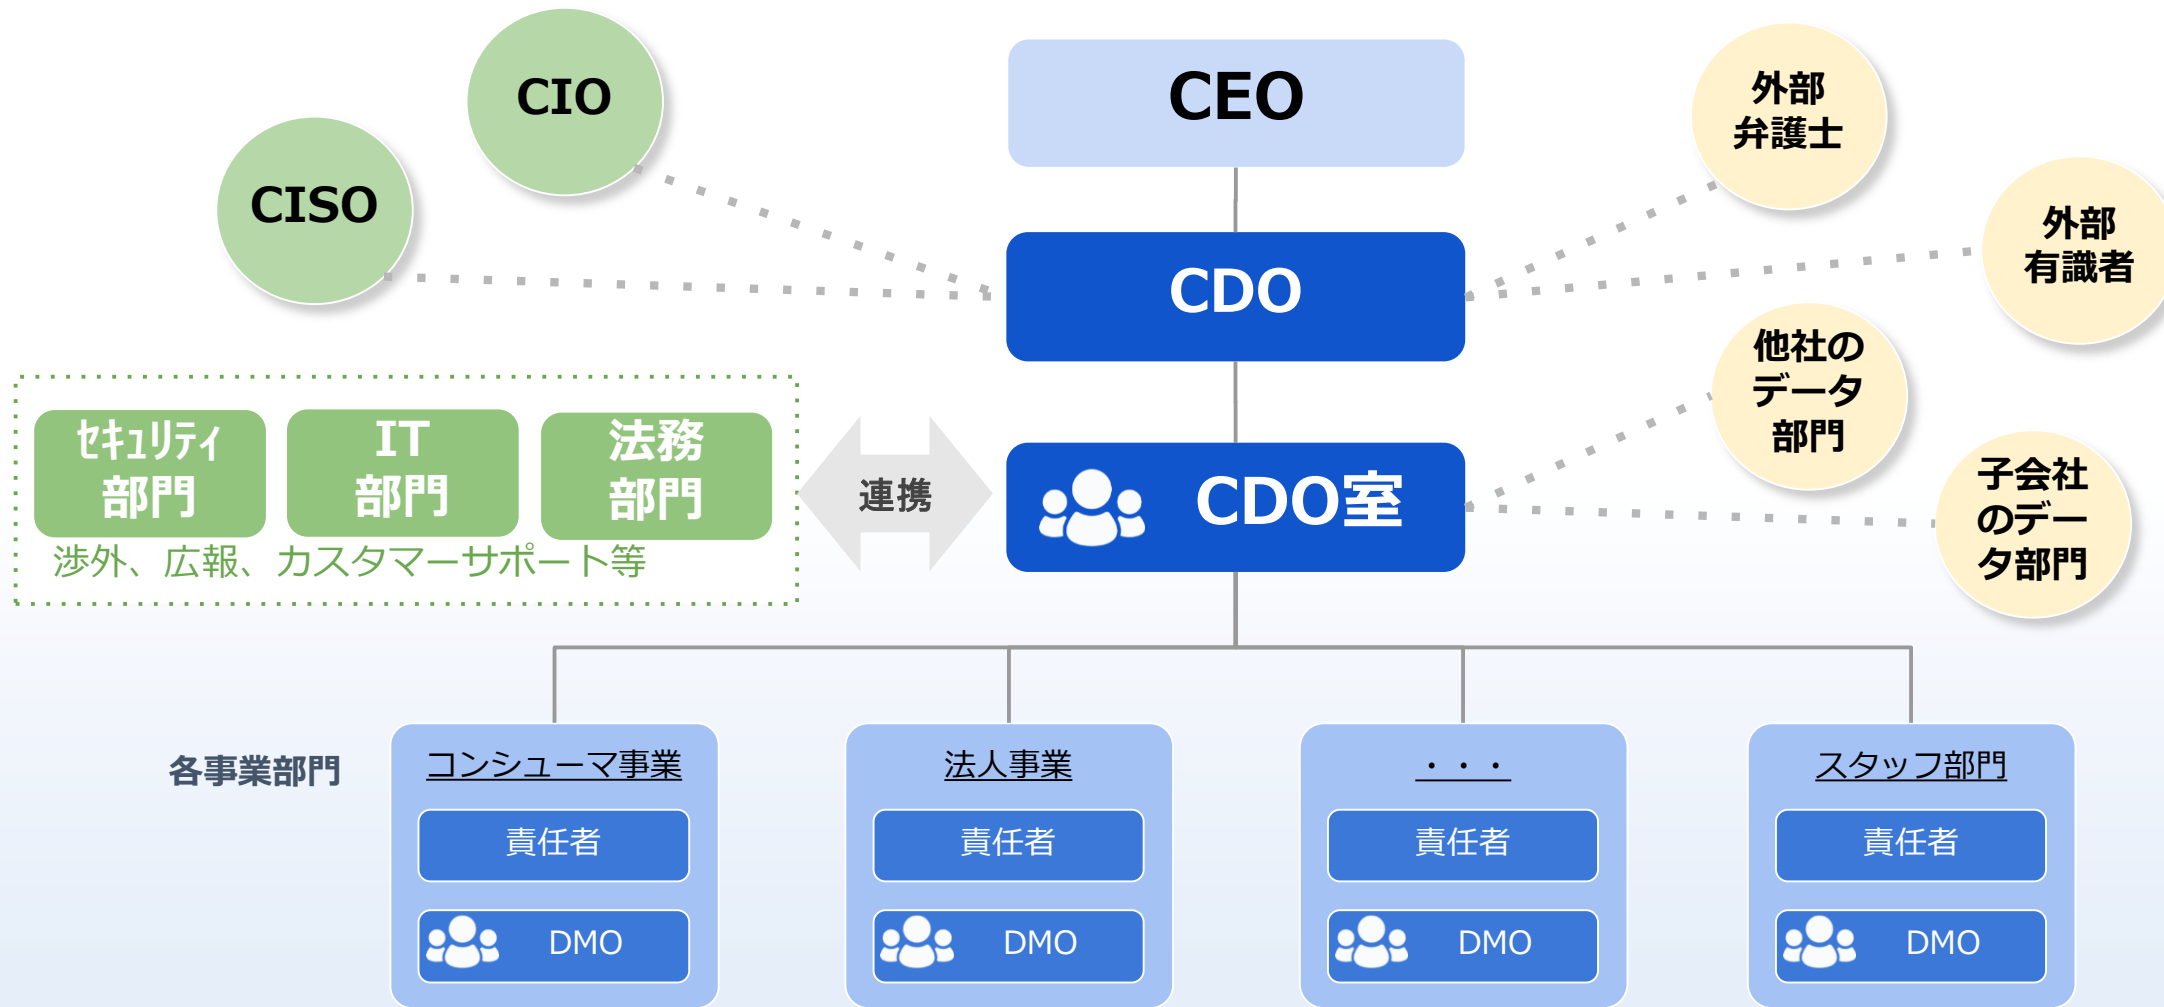 CIO
CEO
外部
弁護士
CISO
外部
有識者
CDO
他社の
データ
部門
ｾｷｭﾘﾃｨ
部門
IT
部門
法務
部門
渉外、広報、カスタマーサポート等
連携
CDO室
子会社
のデー
タ部門
各事業部門
コンシューマ事業
責任者
DMO
法人事業
責任者
DMO
・・・
責任者
DMO
スタッフ部門
責任者
DMO